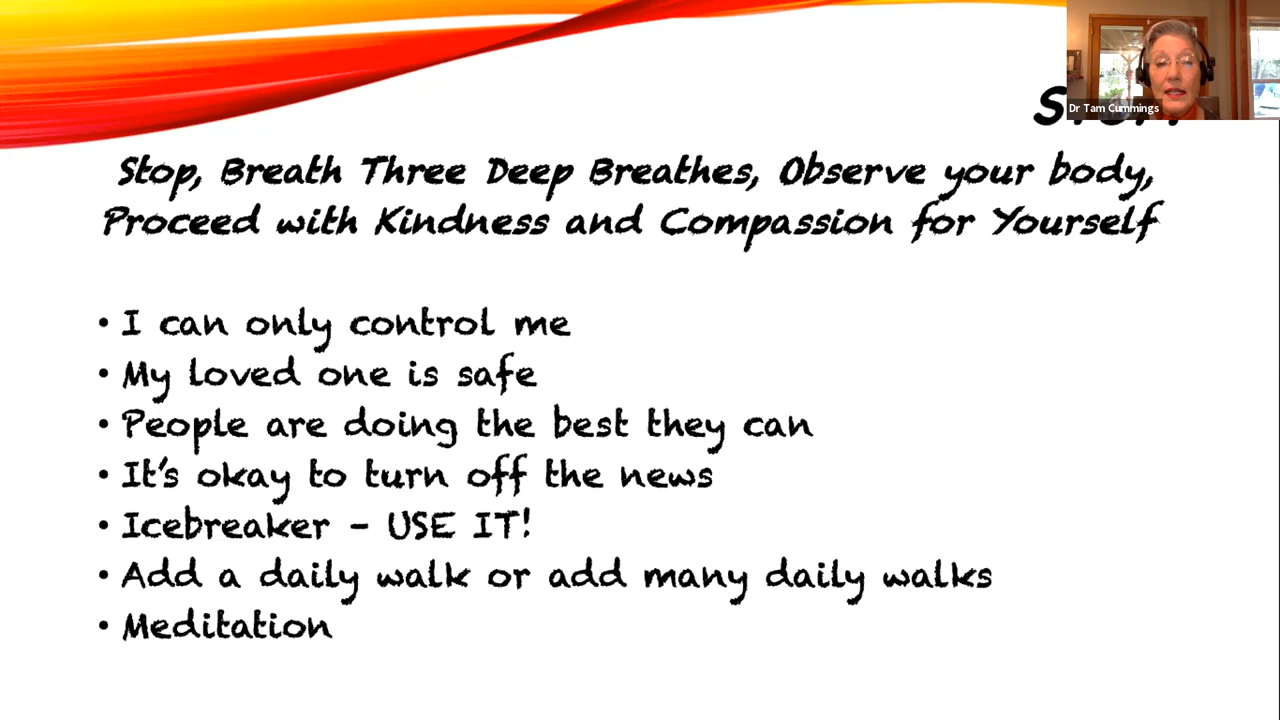 Dr Tam Cummings
Stop, Breath Three Deep Breathes, Observe your body,
Proceed with Kindness and Compassion for Yourself
• I can only control me
• My loved one is safe
• People are doing the best they can
• It's okay to turn off the news
• Icebreaker – USE IT!
• Add a daily walk or add many daily walks
• Meditation